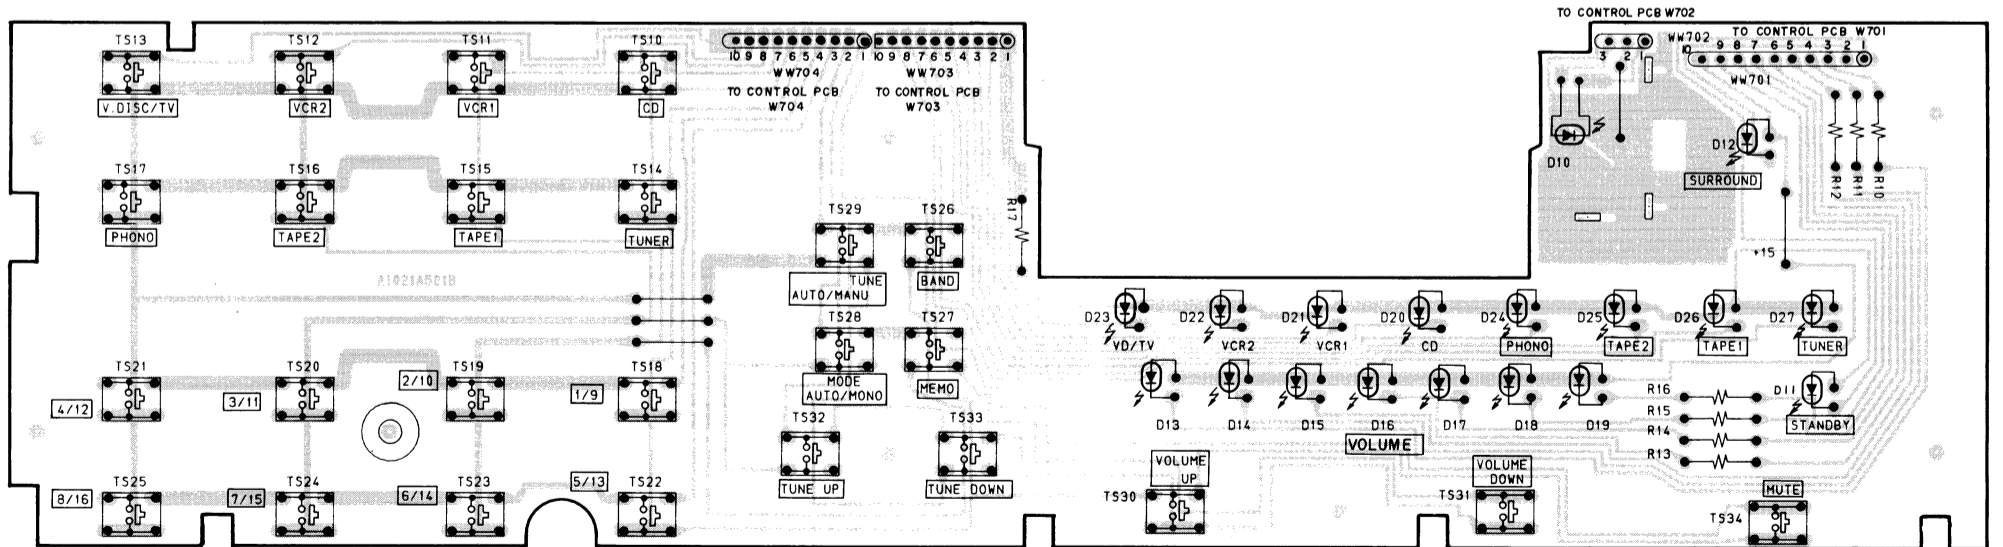 TO CONTROL PCB W702
TS13 TS12 TS11 TS10
V.DISC/TV VCR2 VCR1 CD
10 9 8 7 6 5 4 3 2 1 10 9 8 7 6 5 4 3 2 1
WW704 WW703
TO CONTROL PCB W704
TO CONTROL PCB W703
3 2 1
WW702
TO CONTROL PCB W701
10 9 8 7 6 5 4 3 2 1
WW701
D10 D12
SURROUND
R12 R11 R10
+15
TS17 TS16 TS15 TS14
PHONO TAPE2 TAPE1 TUNER
TS29 TS26
R17
TUNE
AUTO/MANU
BAND
A1021A501B
TS28 TS27
MODE
AUTO/MONO
MEMO
D23 D22 D21 D20 D24 D25 D26 D27
VD/TV VCR2 VCR1 CD PHONO TAPE2 TAPE1 TUNER
TS21 TS20 TS19 TS18
4/12 3/11 2/10 1/9
D13 D14 D15 D16 D17 D18 D19
VOLUME
R16
R15
R14
R13
D11
STANDBY
TS32 TS33
TUNE UP TUNE DOWN
TS25 TS24 TS23 TS22
8/16 7/15 6/14 5/13
VOLUME
UP
TS30
VOLUME
DOWN
TS31
MUTE
TS34